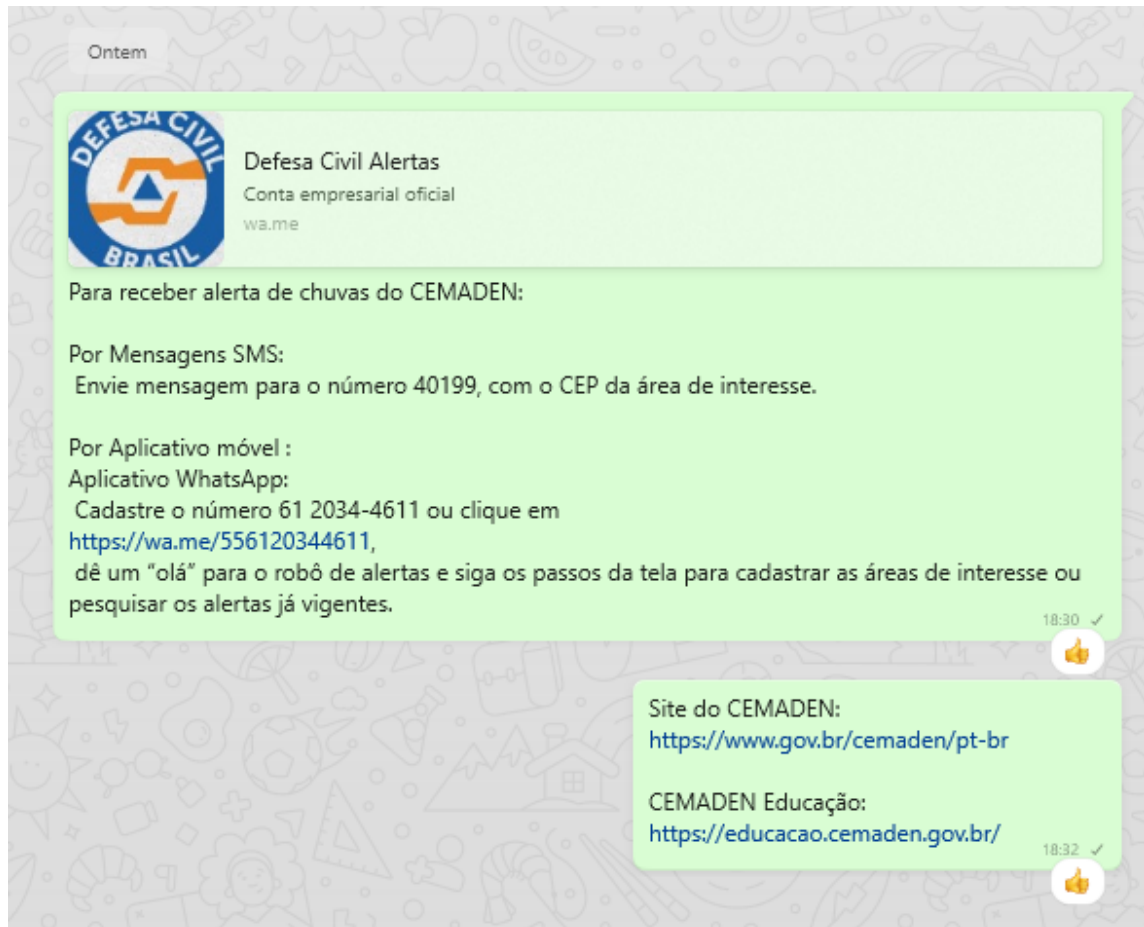 Ontem
DEFESA CIVIL
BRASIL
Defesa Civil Alertas
Conta empresarial oficial
wa.me
Para receber alerta de chuvas do CEMADEN:
Por Mensagens SMS:
Envie mensagem para o número 40199, com o CEP da área de interesse.
Por Aplicativo móvel :
Aplicativo WhatsApp:
Cadastre o número 61 2034-4611 ou clique em
https://wa.me/556120344611,
dê um “olá” para o robô de alertas e siga os passos da tela para cadastrar as áreas de interesse ou
pesquisar os alertas já vigentes.
18:30
Site do CEMADEN:
https://www.gov.br/cemaden/pt-br
CEMADEN Educação:
https://educacao.cemaden.gov.br/
18:32